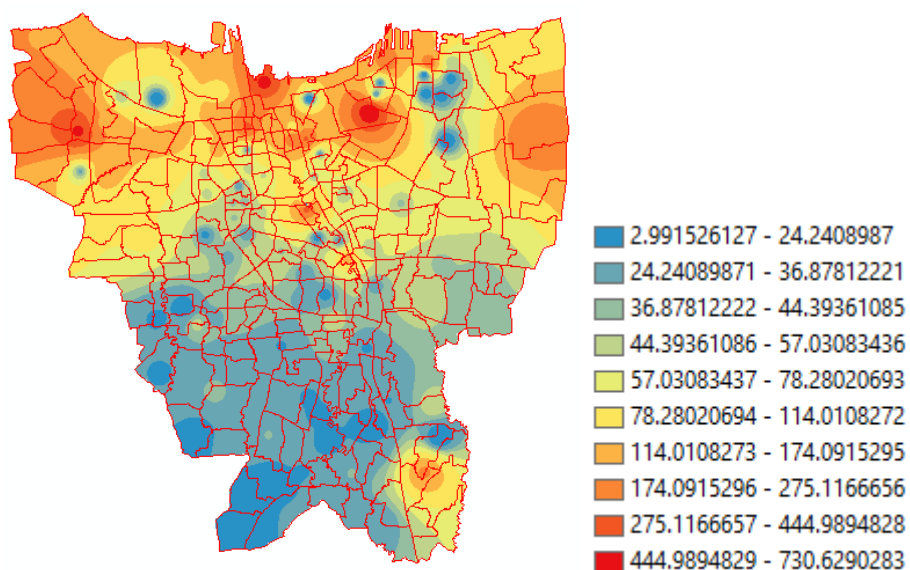 2.991526127 - 24.2408987
24.24089871 - 36.87812221
36.87812222 - 44.39361085
44.39361086 - 57.03083436
57.03083437 - 78.28020693
78.28020694 - 114.0108272
114.0108273 - 174.0915295
174.0915296 - 275.1166656
275.1166657 - 444.9894828
444.9894829 - 730.6290283